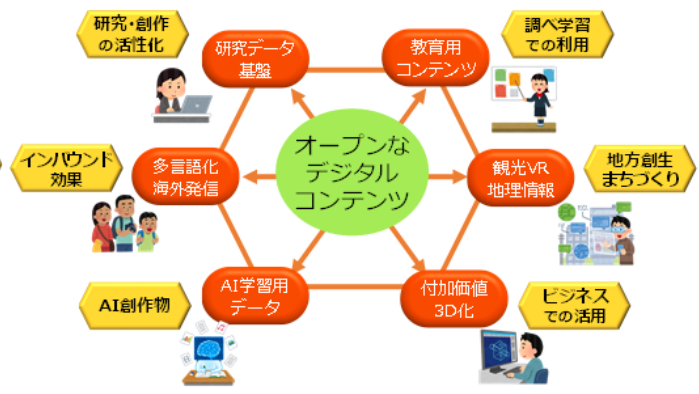 研究・創作
の活性化
研究データ
基盤
教育用
コンテンツ
調べ学習
での利用
インバウンド
効果
多言語化
海外発信
オープンな
デジタル
コンテンツ
観光VR
地理情報
地方創生
まちづくり
AI創作物
AI学習用
データ
付加価値
3D化
ビジネス
での活用